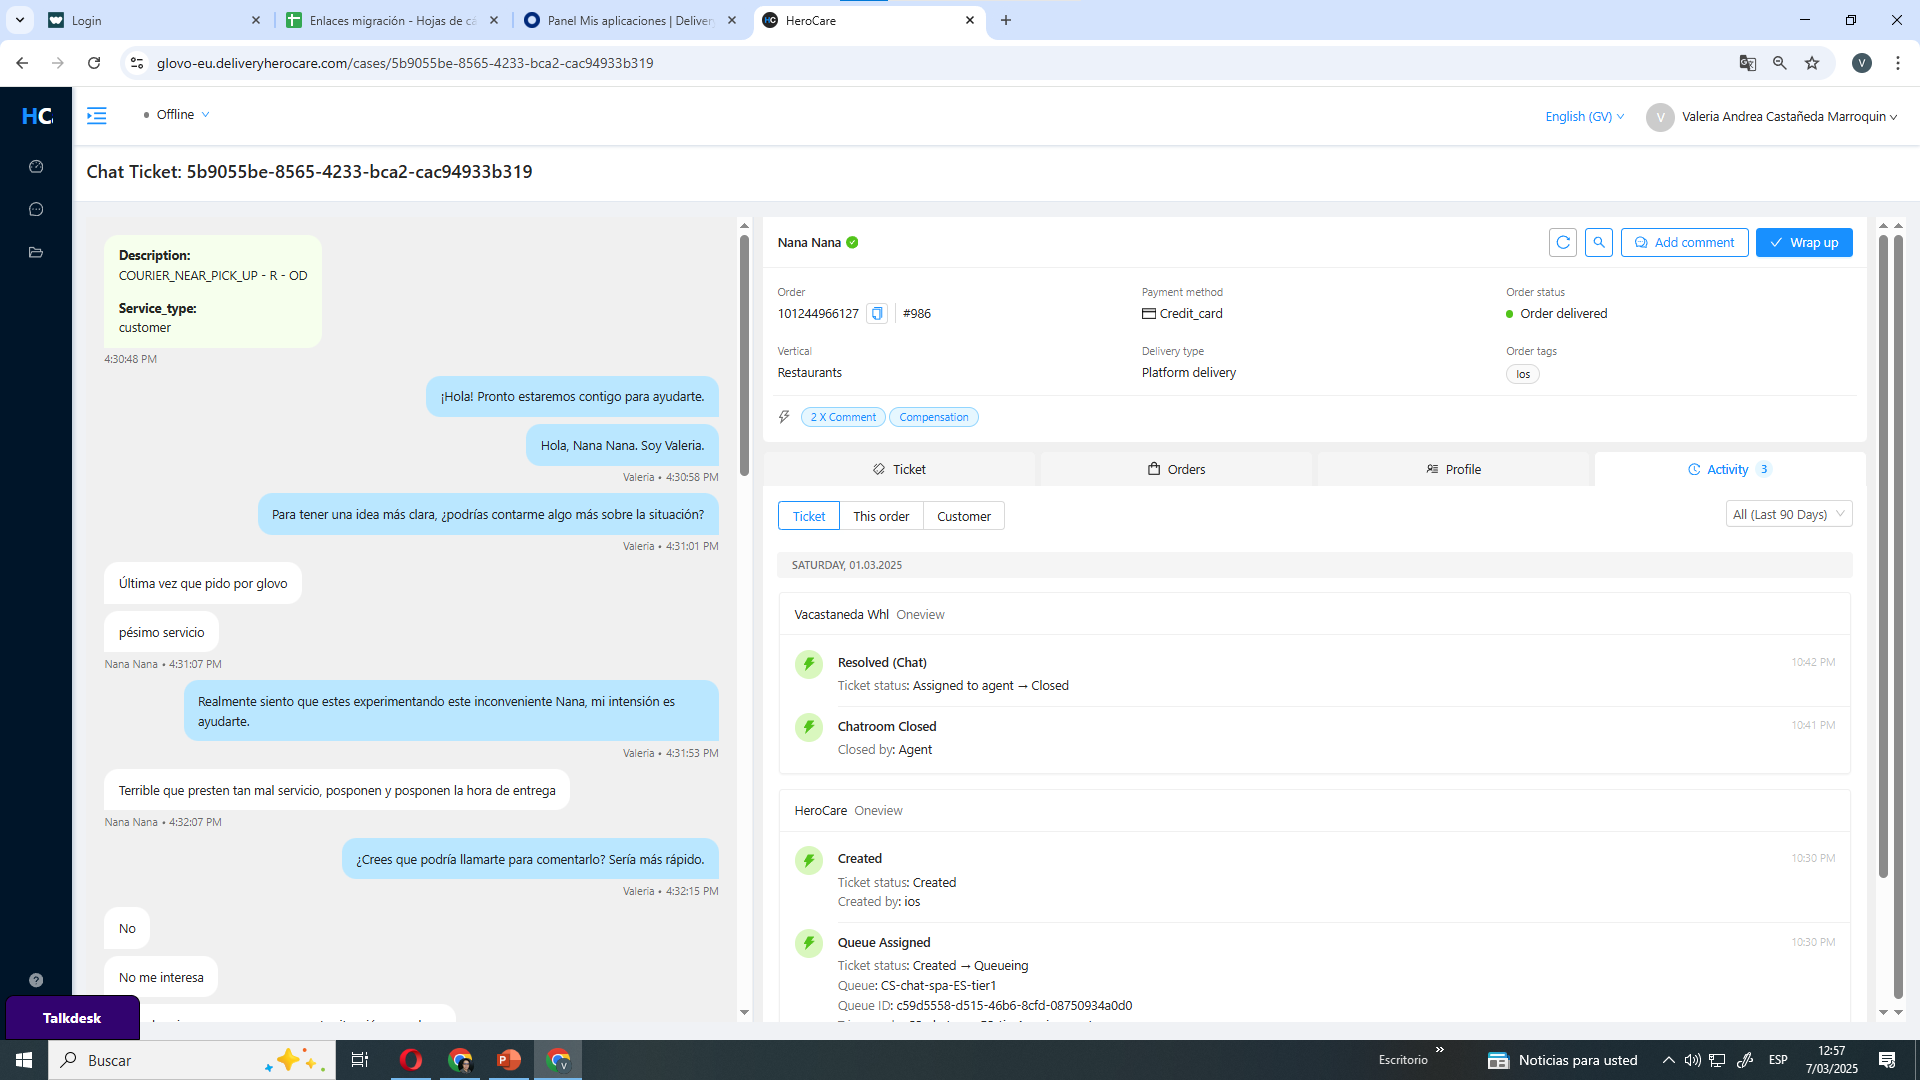 Login
Enlaces migración - Hojas de cá
Panel Mis aplicaciones | Delivery
HC
HeroCare
glovo-eu.deliveryherocare.com/cases/5b9055be-8565-4233-bca2-cac94933b319
V
HC
Offline
English (GV)
V
Valeria Andrea Castañeda Marroquin
Chat Ticket: 5b9055be-8565-4233-bca2-cac94933b319
Description:
COURIER_NEAR_PICK_UP - R - OD
Service_type:
customer
4:30:48 PM
¡Hola! Pronto estaremos contigo para ayudarte.
Hola, Nana Nana. Soy Valeria.
Valeria • 4:30:58 PM
Para tener una idea más clara, ¿podrías contarme algo más sobre la situación?
Valeria • 4:31:01 PM
Última vez que pido por glovo
pésimo servicio
Nana Nana • 4:31:07 PM
Realmente siento que estes experimentando este inconveniente Nana, mi intensión es
ayudarte.
Valeria • 4:31:53 PM
Terrible que presten tan mal servicio, posponen y posponen la hora de entrega
Nana Nana • 4:32:07 PM
¿Crees que podría llamarte para comentarlo? Sería más rápido.
Valeria • 4:32:15 PM
No
No me interesa
Talkdesk
Nana Nana
Add comment
Wrap up
Order
101244966127
#986
Payment method
Credit_card
Order status
Order delivered
Vertical
Restaurants
Delivery type
Platform delivery
Order tags
Ios
2 X Comment
Compensation
Ticket
Orders
Profile
Activity 3
Ticket
This order
Customer
All (Last 90 Days)
SATURDAY, 01.03.2025
Vacastaneda Whl Oneview
Resolved (Chat)
10:42 PM
Ticket status: Assigned to agent → Closed
Chatroom Closed
10:41 PM
Closed by: Agent
HeroCare Oneview
Created
10:30 PM
Ticket status: Created
Created by: ios
Queue Assigned
10:30 PM
Ticket status: Created → Queueing
Queue: CS-chat-spa-ES-tier1
Queue ID: c59d5558-d515-46b6-8cfd-08750934a0d0
Buscar
Escritorio
Noticias para usted
ESP
12:57
7/03/2025